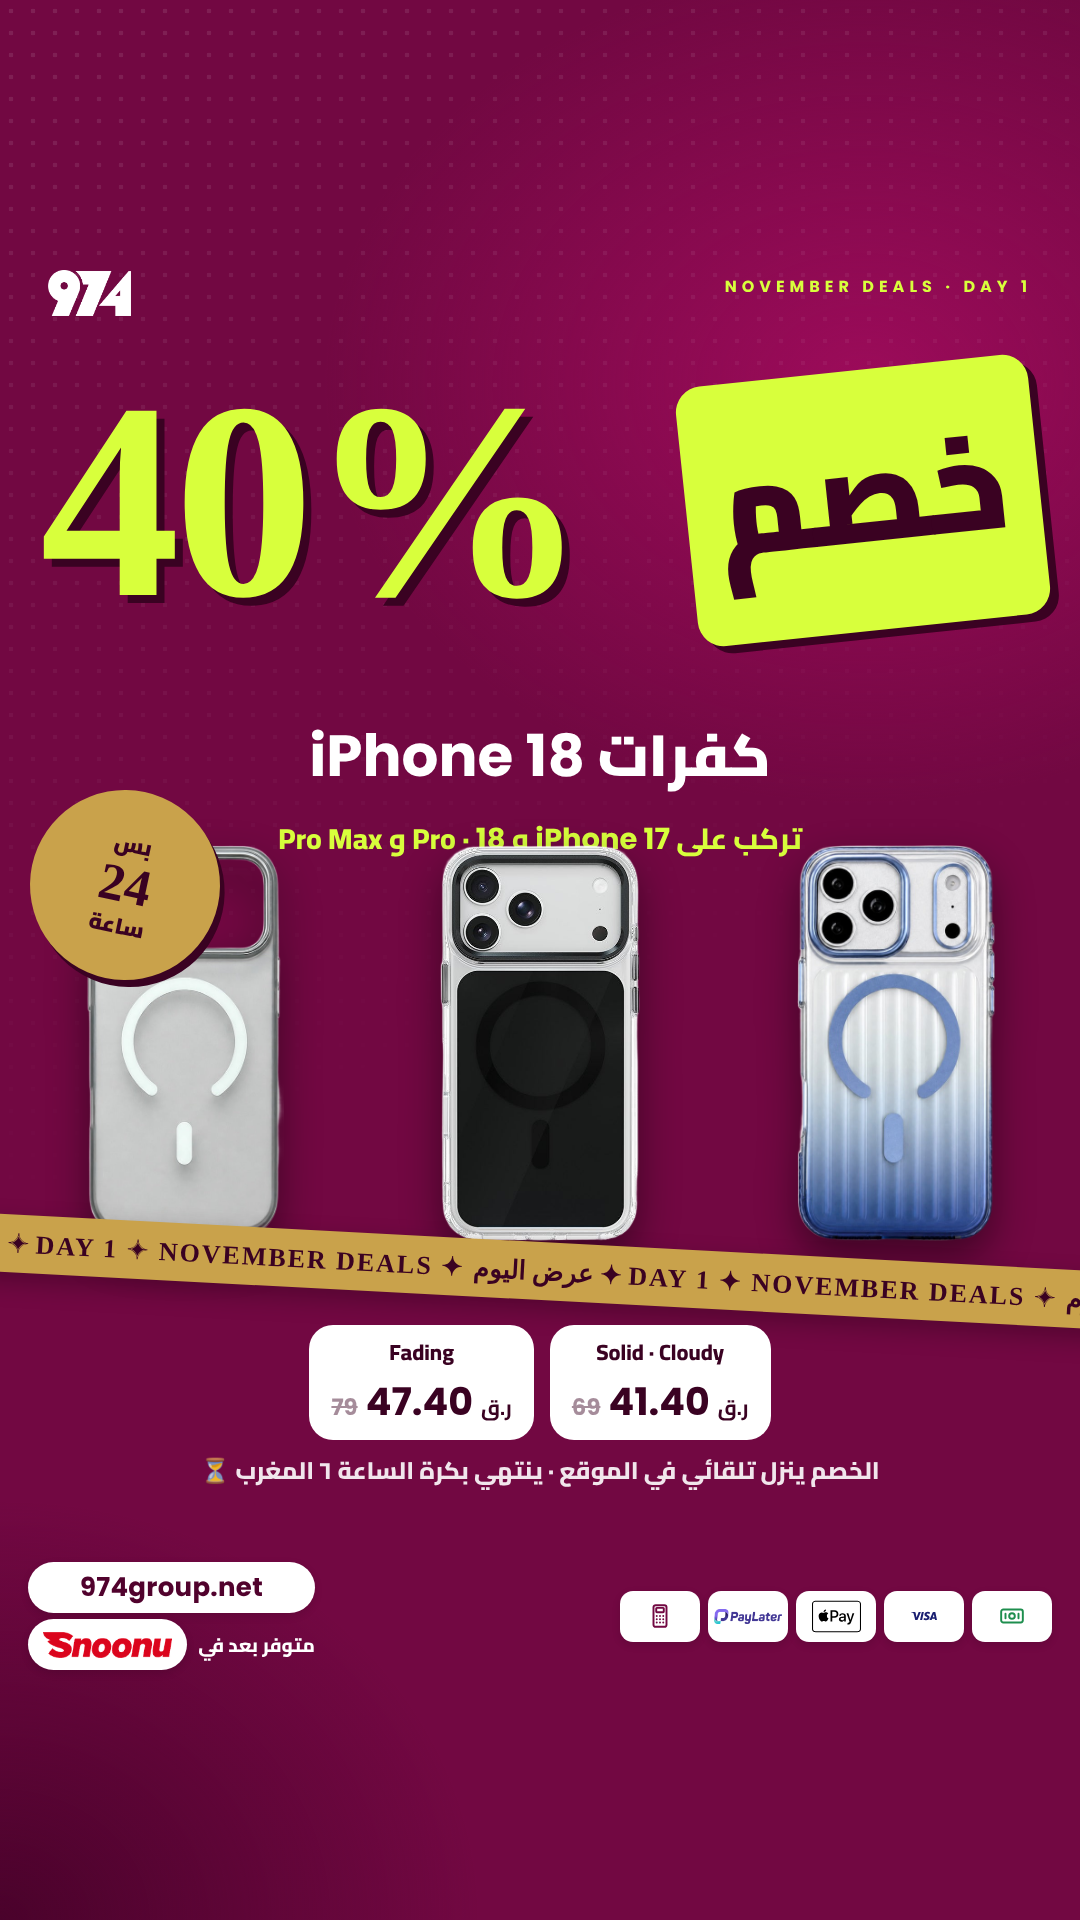 974
NOVEMBER DEALS · DAY 1
خصم 40%
كفرات iPhone 18
تركب على iPhone 17 و 18 · Pro و Pro Max
بس
24
ساعة
✦ DAY 1 ✦ NOVEMBER DEALS ✦ عرض اليوم ✦ DAY 1 ✦ NOVEMBER DEALS ✦
Fading
79 47.40 ر.ق
Solid · Cloudy
69 41.40 ر.ق
الخصم ينزل تلقائي في الموقع · ينتهي بكرة الساعة ٦ المغرب ⏳
974group.net
متوفر بعد في Snoonu
PayLater
Pay
VISA